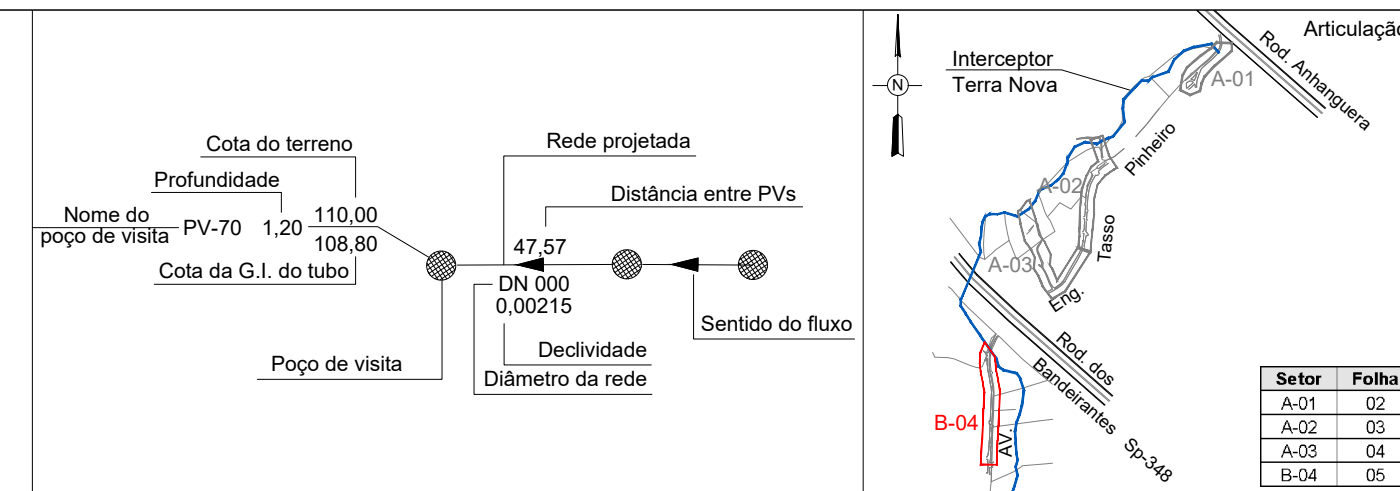 Cota do terreno
Profundidade
Nome do
poço de visita
PV-70
1,20
110,00
108,80
Cota da G.I. do tubo
Rede projetada
Distância entre PVs
47,57
DN 000
0,00215
Sentido do fluxo
Declividade
Diâmetro da rede
Poço de visita
N
Interceptor
Terra Nova
Articulação
Rod. Anhanguera
A-01
Pinheiro
A-02
Tasso
A-03
Eng.
Rod. dos
Bandeirantes Sp-348
B-04
AV.
Setor Folha
A-01 02
A-02 03
A-03 04
B-04 05